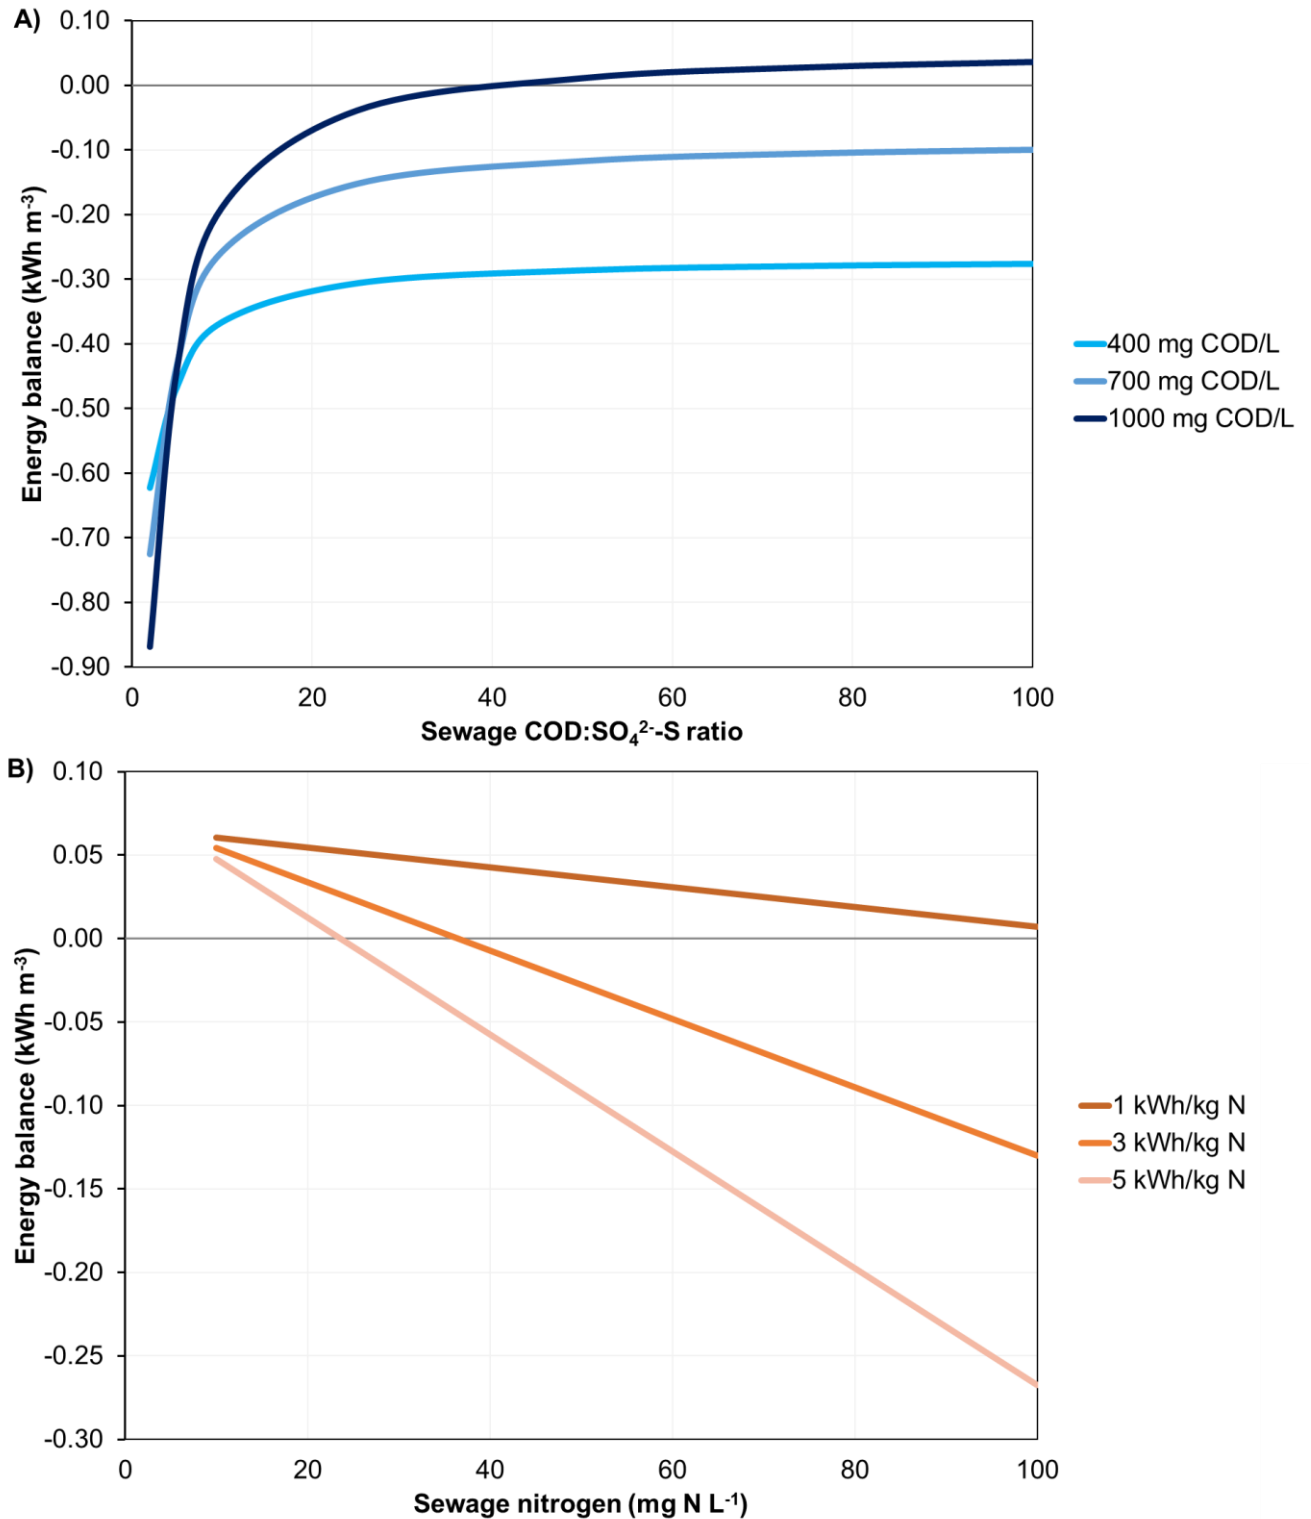 A)
0.10
0.00
-0.10
-0.20
-0.30
-0.40
-0.50
-0.60
-0.70
-0.80
-0.90
Energy balance (kWh m⁻³)
0 20 40 60 80 100
Sewage COD:SO₄²⁻-S ratio
400 mg COD/L
700 mg COD/L
1000 mg COD/L
B)
0.10
0.05
0.00
-0.05
-0.10
-0.15
-0.20
-0.25
-0.30
Energy balance (kWh m⁻³)
0 20 40 60 80 100
Sewage nitrogen (mg N L⁻¹)
1 kWh/kg N
3 kWh/kg N
5 kWh/kg N